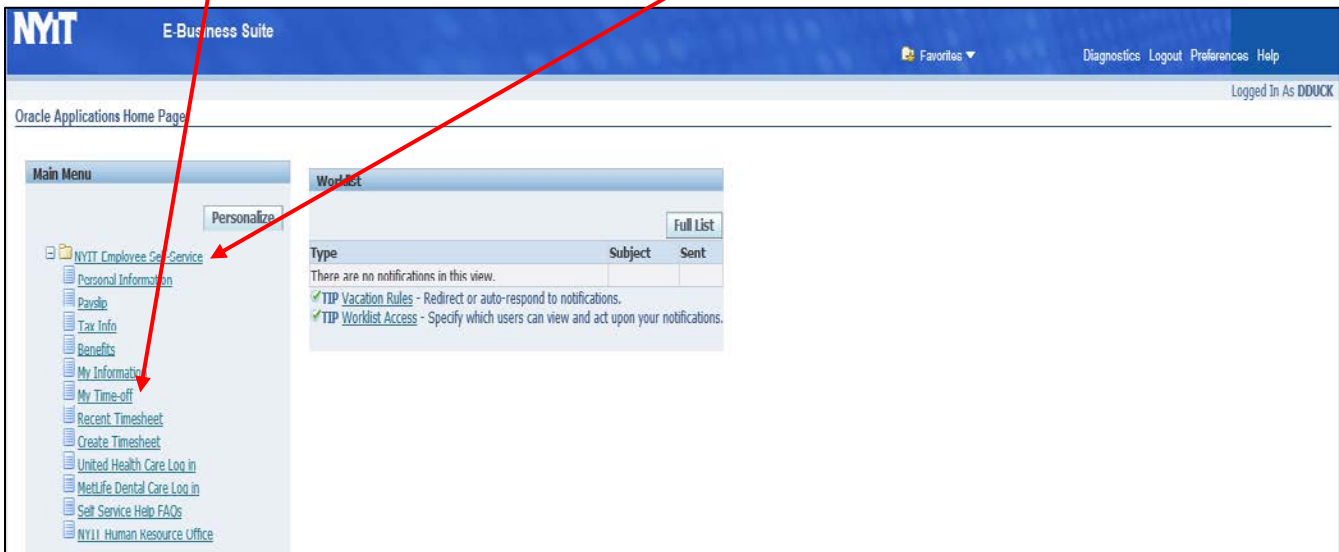 NYIT E-Business Suite
Favorites Diagnostics Logout Preferences Help
Logged In As DDUCK
Oracle Applications Home Page
Main Menu
Personalize
NYIT Employee Self-Service
Personal Information
Payslip
Tax Info
Benefits
My Information
My Time-off
Recent Timesheet
Create Timesheet
United Health Care Log in
MetLife Dental Care Log in
Self Service Help FAQs
NYIT Human Resource Office
Worklist
Full List
Type Subject Sent
There are no notifications in this view.
TIP Vacation Rules - Redirect or auto-respond to notifications.
TIP Worklist Access - Specify which users can view and act upon your notifications.